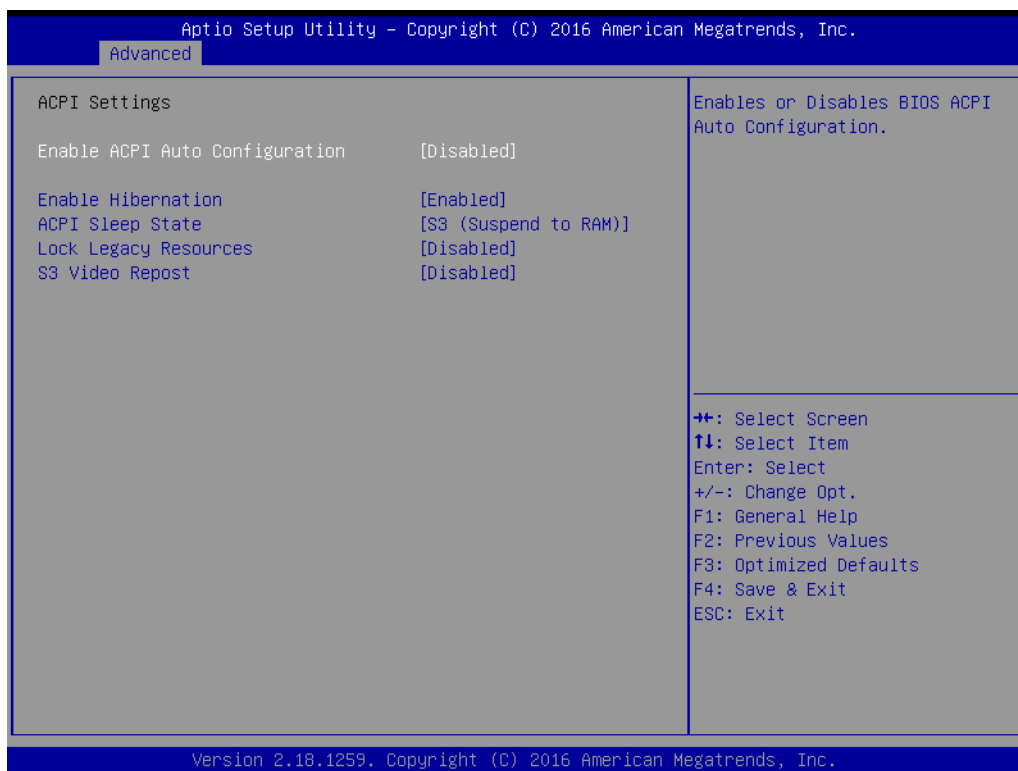 Aptio Setup Utility – Copyright (C) 2016 American Megatrends, Inc.
Advanced
ACPI Settings
Enable ACPI Auto Configuration [Disabled]
Enable Hibernation [Enabled]
ACPI Sleep State [S3 (Suspend to RAM)]
Lock Legacy Resources [Disabled]
S3 Video Repost [Disabled]
Enables or Disables BIOS ACPI
Auto Configuration.
→←: Select Screen
↑↓: Select Item
Enter: Select
+/-: Change Opt.
F1: General Help
F2: Previous Values
F3: Optimized Defaults
F4: Save & Exit
ESC: Exit
Version 2.18.1259. Copyright (C) 2016 American Megatrends, Inc.